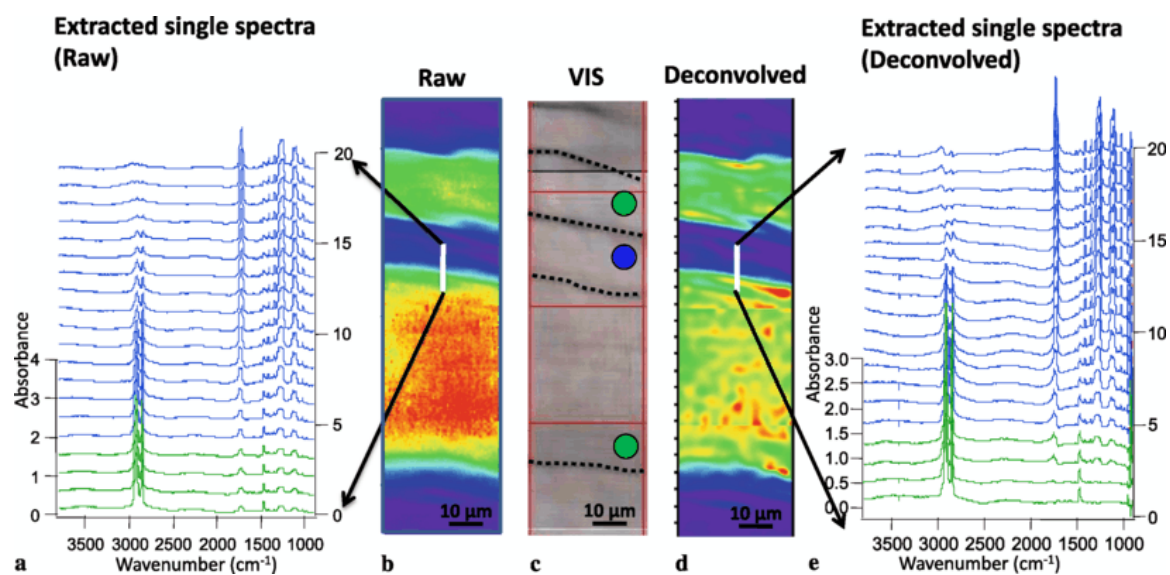 Extracted single spectra
(Raw)
Raw
VIS
Deconvolved
Extracted single spectra
(Deconvolved)
20
15
10
5
0
Absorbance
4
3
2
1
0
3500 3000 2500 2000 1500 1000
Wavenumber (cm-1)
10 µm
10 µm
10 µm
Absorbance
3.0
2.5
2.0
1.5
1.0
0.5
0.0
20
15
10
5
0
3500 3000 2500 2000 1500 1000
Wavenumber (cm-1)
a
b
c
d
e